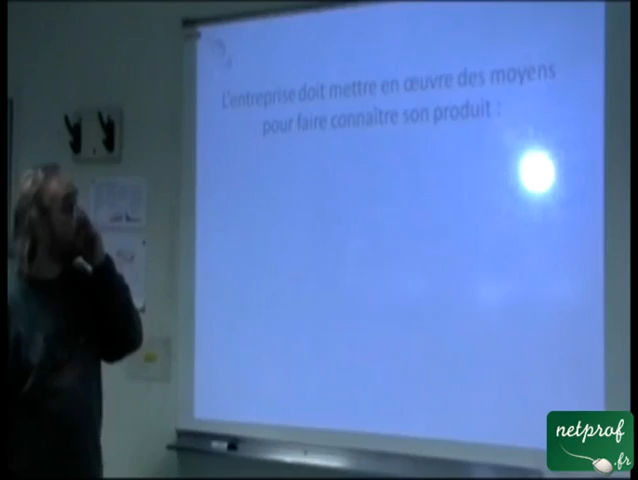 L'entreprise doit mettre en œuvre des moyens
pour faire connaître son produit :
netprof
.fr